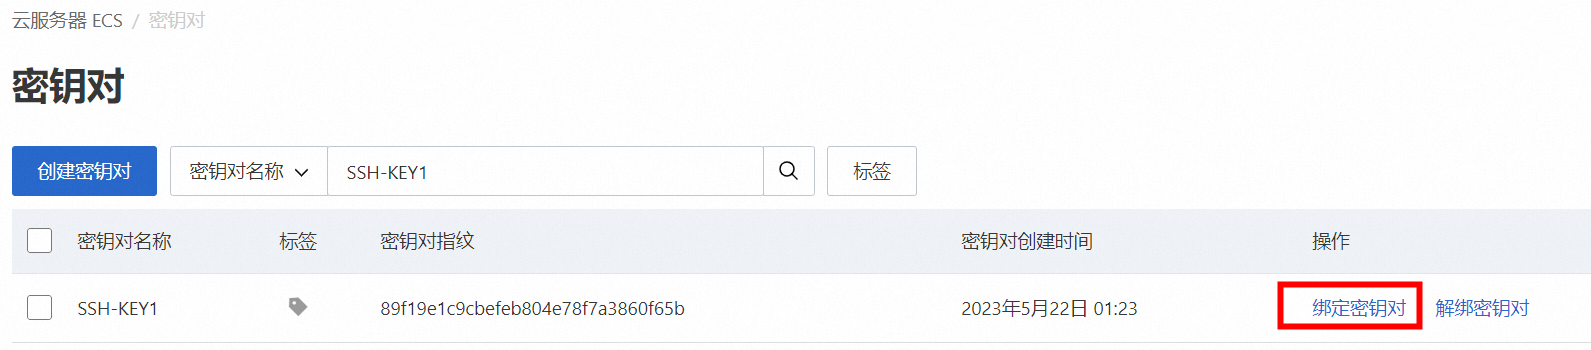 云服务器 ECS / 密钥对
密钥对
创建密钥对 密钥对名称 SSH-KEY1 标签
密钥对名称 标签 密钥对指纹 密钥对创建时间 操作
SSH-KEY1 89f19e1c9cbefeb804e78f7a3860f65b 2023年5月22日 01:23 绑定密钥对 解绑密钥对